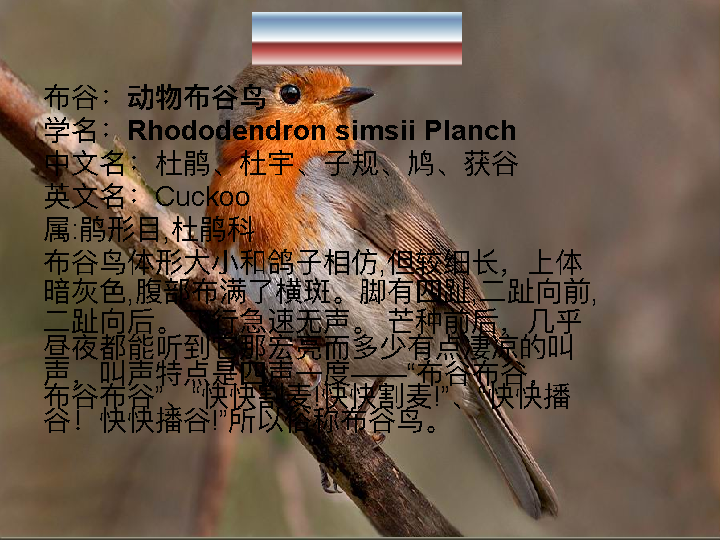 布谷：动物布谷鸟
学名：Rhododendron simsii Planch
中文名：杜鹃、杜宇、子规、鸠、获谷
英文名：Cuckoo
属:鹃形目,杜鹃科
布谷鸟体形大小和鸽子相仿,但较细长，上体
暗灰色,腹部布满了横斑。脚有四趾,二趾向前,
二趾向后。飞行急速无声。芒种前后，几乎
昼夜都能听到它那宏亮而多少有点凄凉的叫
声，叫声特点是四声一度——“布谷布谷，
布谷布谷”、“快快割麦!快快割麦!”、“快快播
谷！快快播谷!”所以俗称布谷鸟。